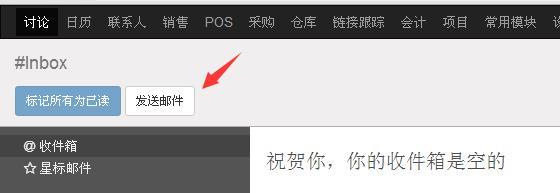 讨论 日历 联系人 销售 POS 采购 仓库 链接跟踪 会计 项目 常用模块
#Inbox
标记所有为已读 发送邮件
@ 收件箱
星标邮件
祝贺你，你的收件箱是空的